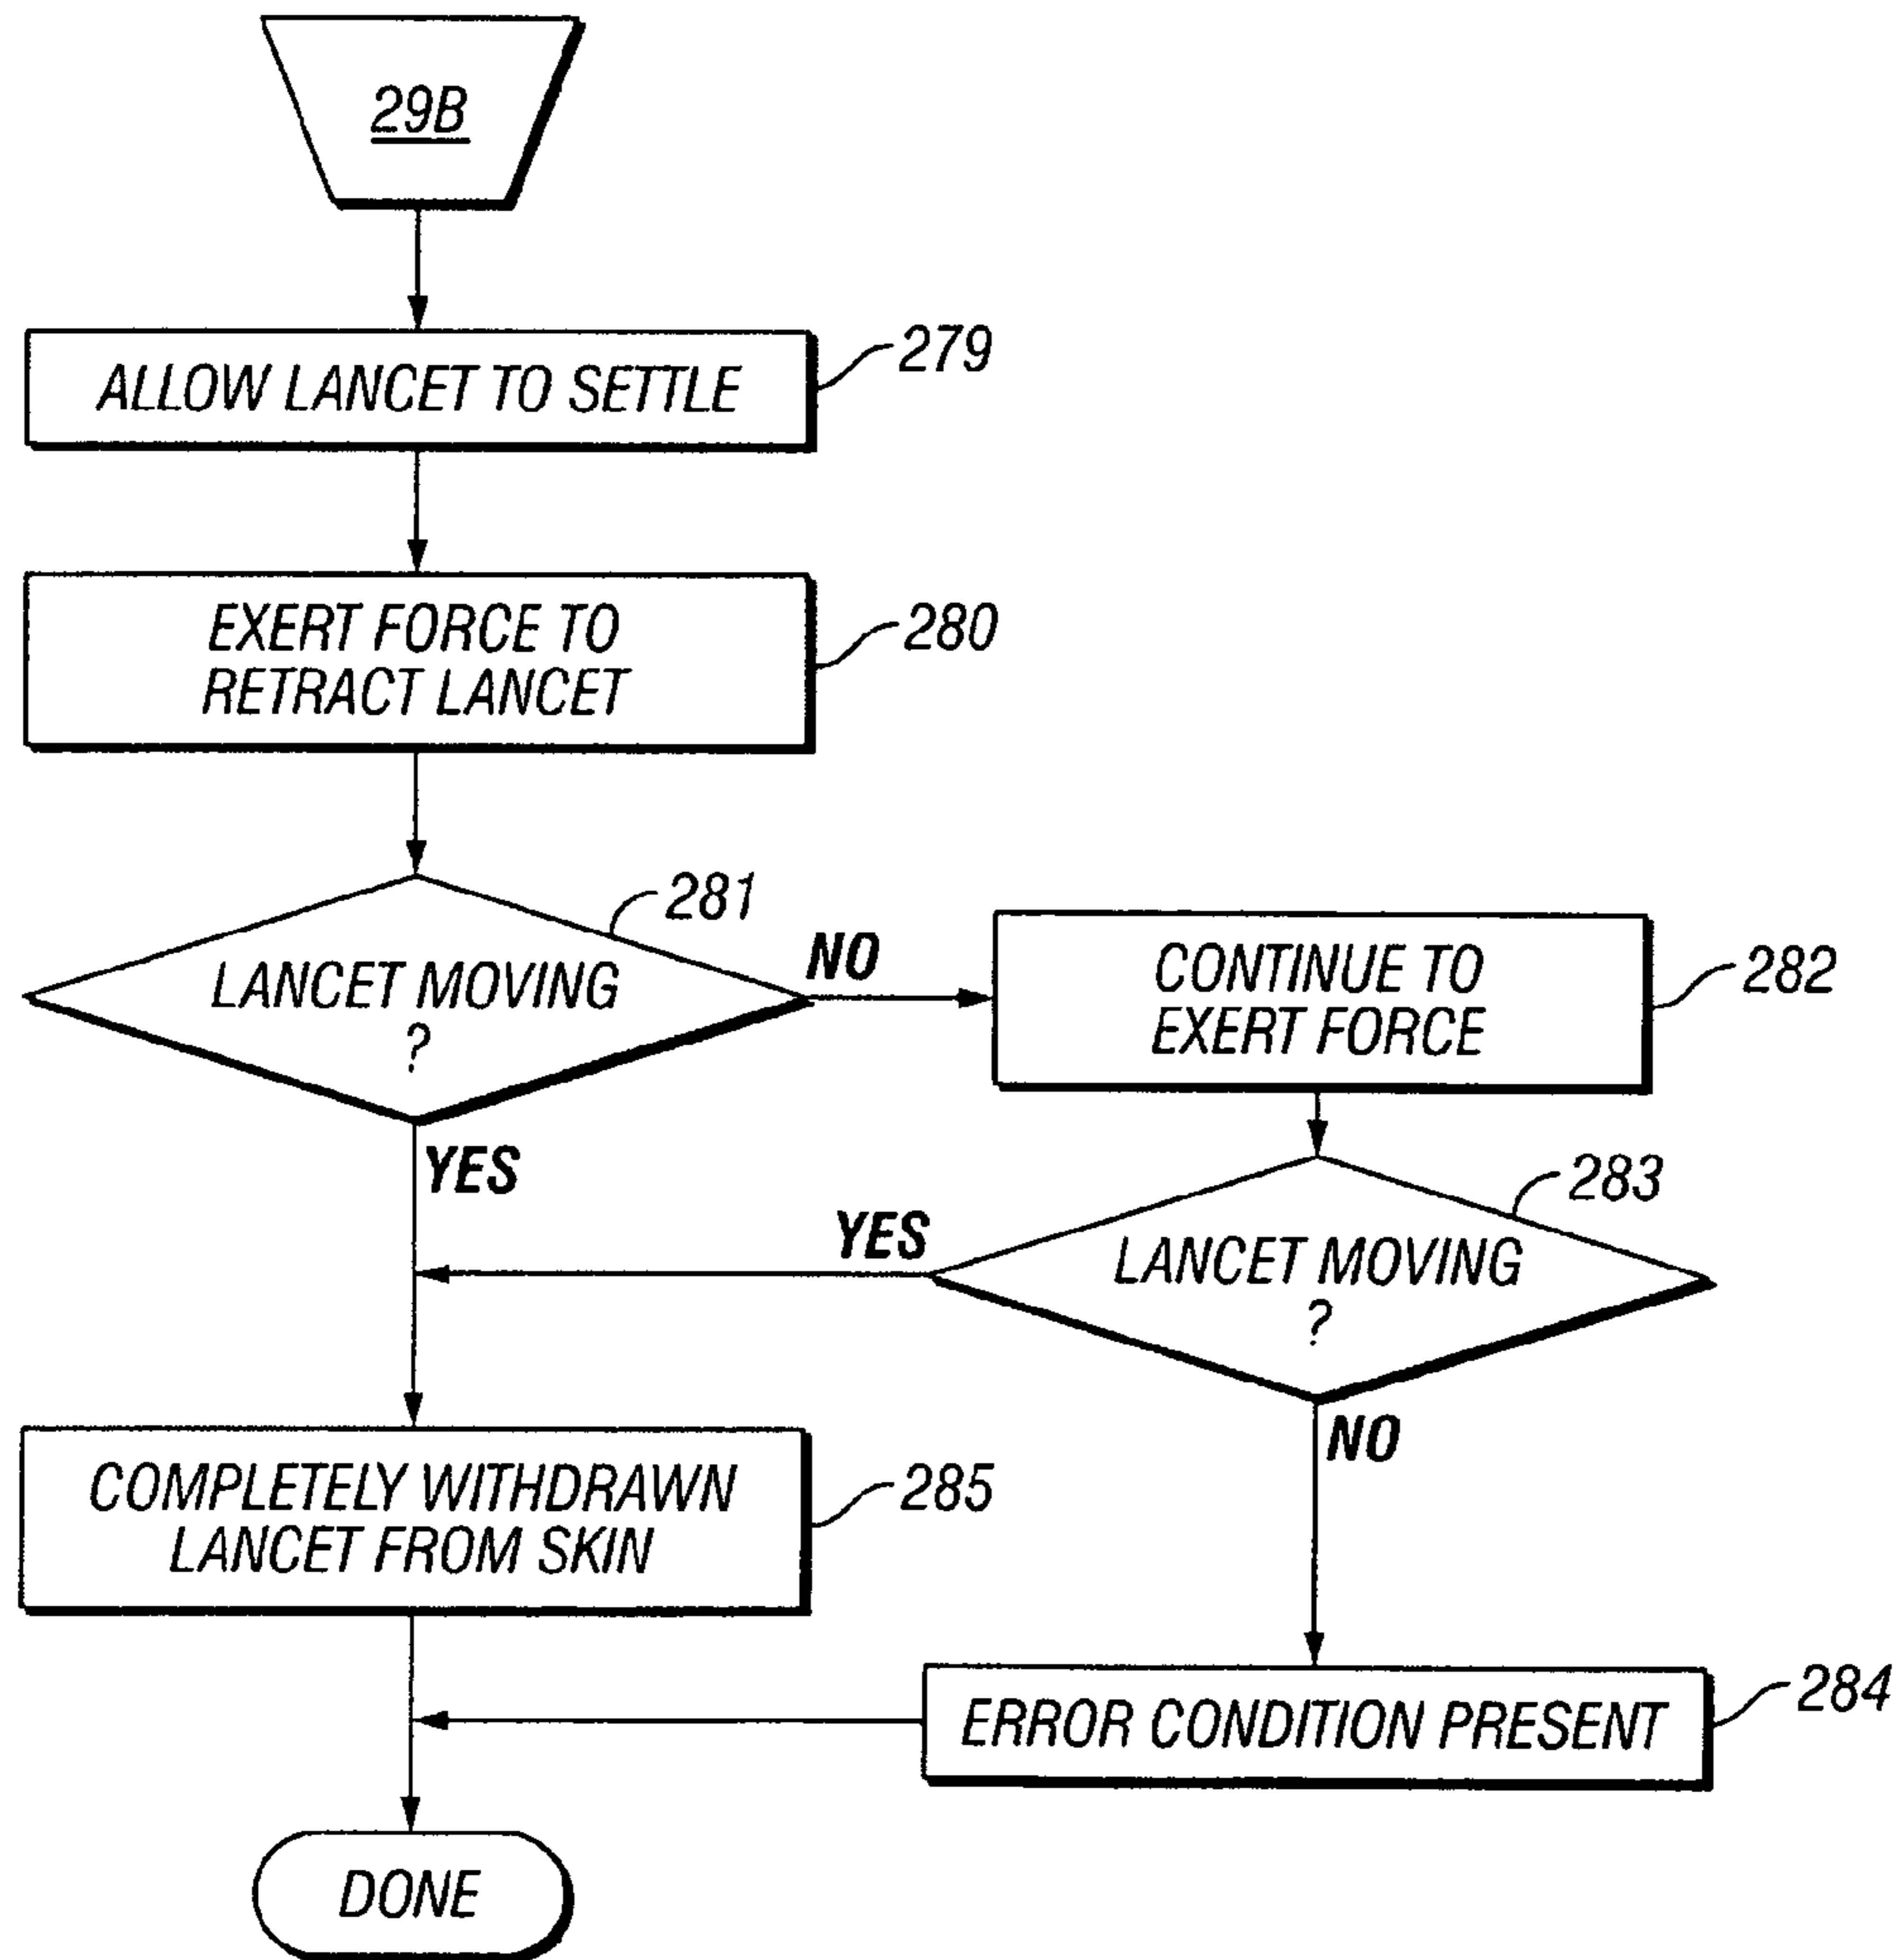 29B
ALLOW LANCET TO SETTLE
279
EXERT FORCE TO
RETRACT LANCET
280
LANCET MOVING
?
281
NO
CONTINUE TO
EXERT FORCE
282
YES
LANCET MOVING
?
283
YES
NO
COMPLETELY WITHDRAWN
LANCET FROM SKIN
285
ERROR CONDITION PRESENT
284
DONE